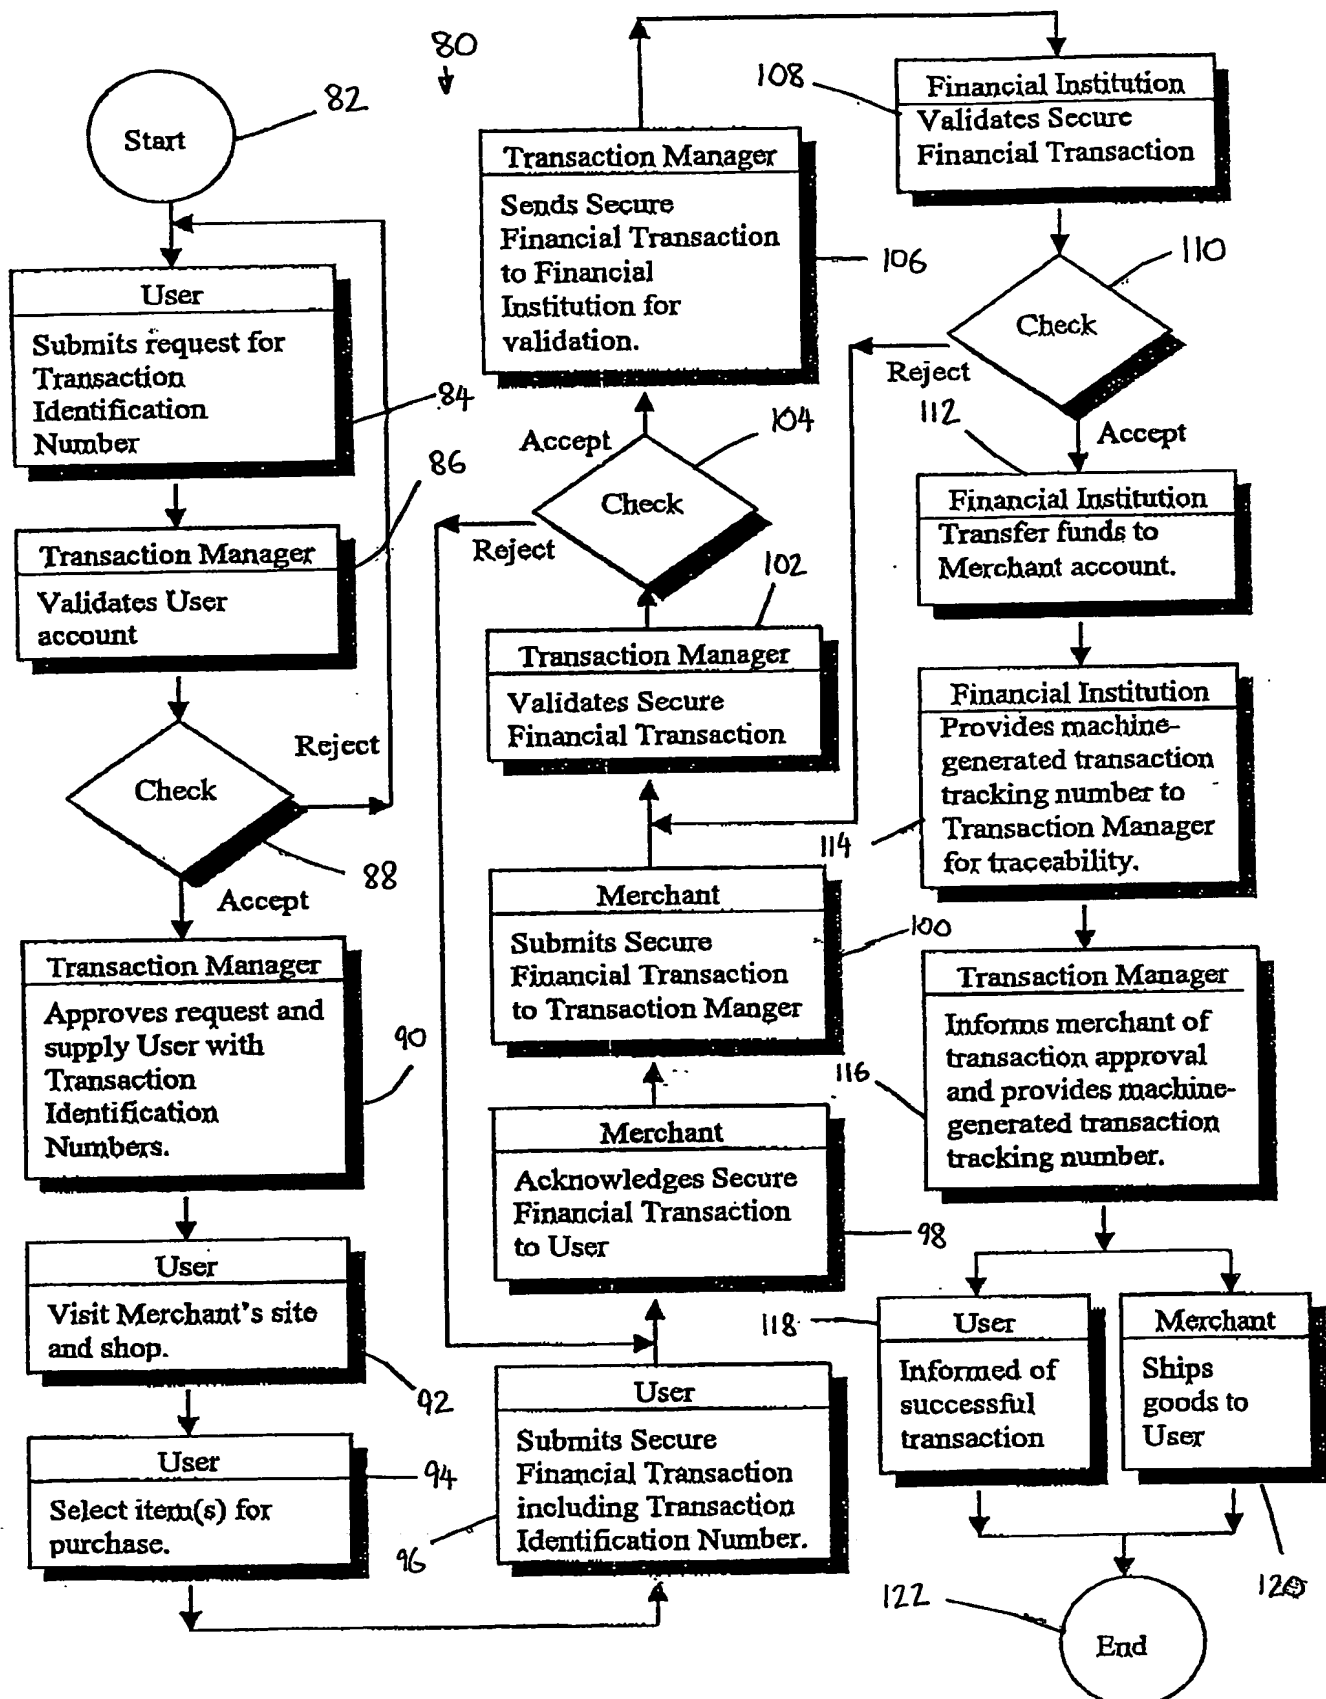 80
Start
82
User
Submits request for
Transaction
Identification
Number
84
Transaction Manager
Validates User
account
86
Check
Reject
88
Accept
Transaction Manager
Approves request and
supply User with
Transaction
Identification
Numbers.
90
User
Visit Merchant's site
and shop.
92
User
Select item(s) for
purchase.
94
User
Submits Secure
Financial Transaction
including Transaction
Identification Number.
96
Merchant
Acknowledges Secure
Financial Transaction
to User
98
Merchant
Submits Secure
Financial Transaction
to Transaction Manger
100
Transaction Manager
Validates Secure
Financial Transaction
102
Check
Reject
104
Accept
Transaction Manager
Sends Secure
Financial Transaction
to Financial
Institution for
validation.
106
Financial Institution
Validates Secure
Financial Transaction
108
Check
Reject
110
Accept
112
Financial Institution
Transfer funds to
Merchant account.
Financial Institution
Provides machine-
generated transaction
tracking number to
Transaction Manager
for traceability.
114
Transaction Manager
Informs merchant of
transaction approval
and provides machine-
generated transaction
tracking number.
116
User
Informed of
successful
transaction
118
Merchant
Ships
goods to
User
120
End
122